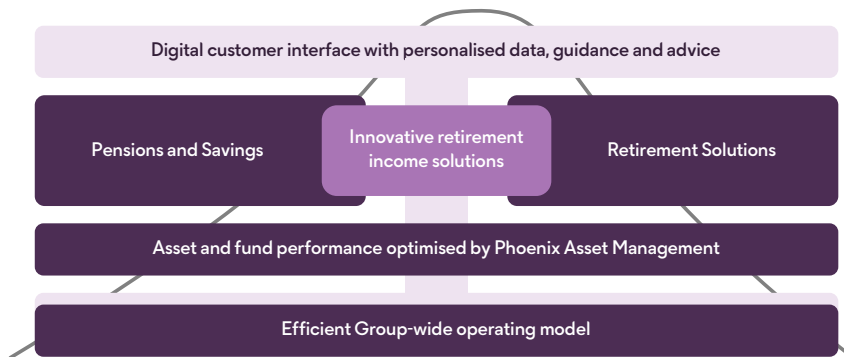 Digital customer interface with personalised data, guidance and advice
Pensions and Savings
Innovative retirement
income solutions
Retirement Solutions
Asset and fund performance optimised by Phoenix Asset Management
Efficient Group-wide operating model